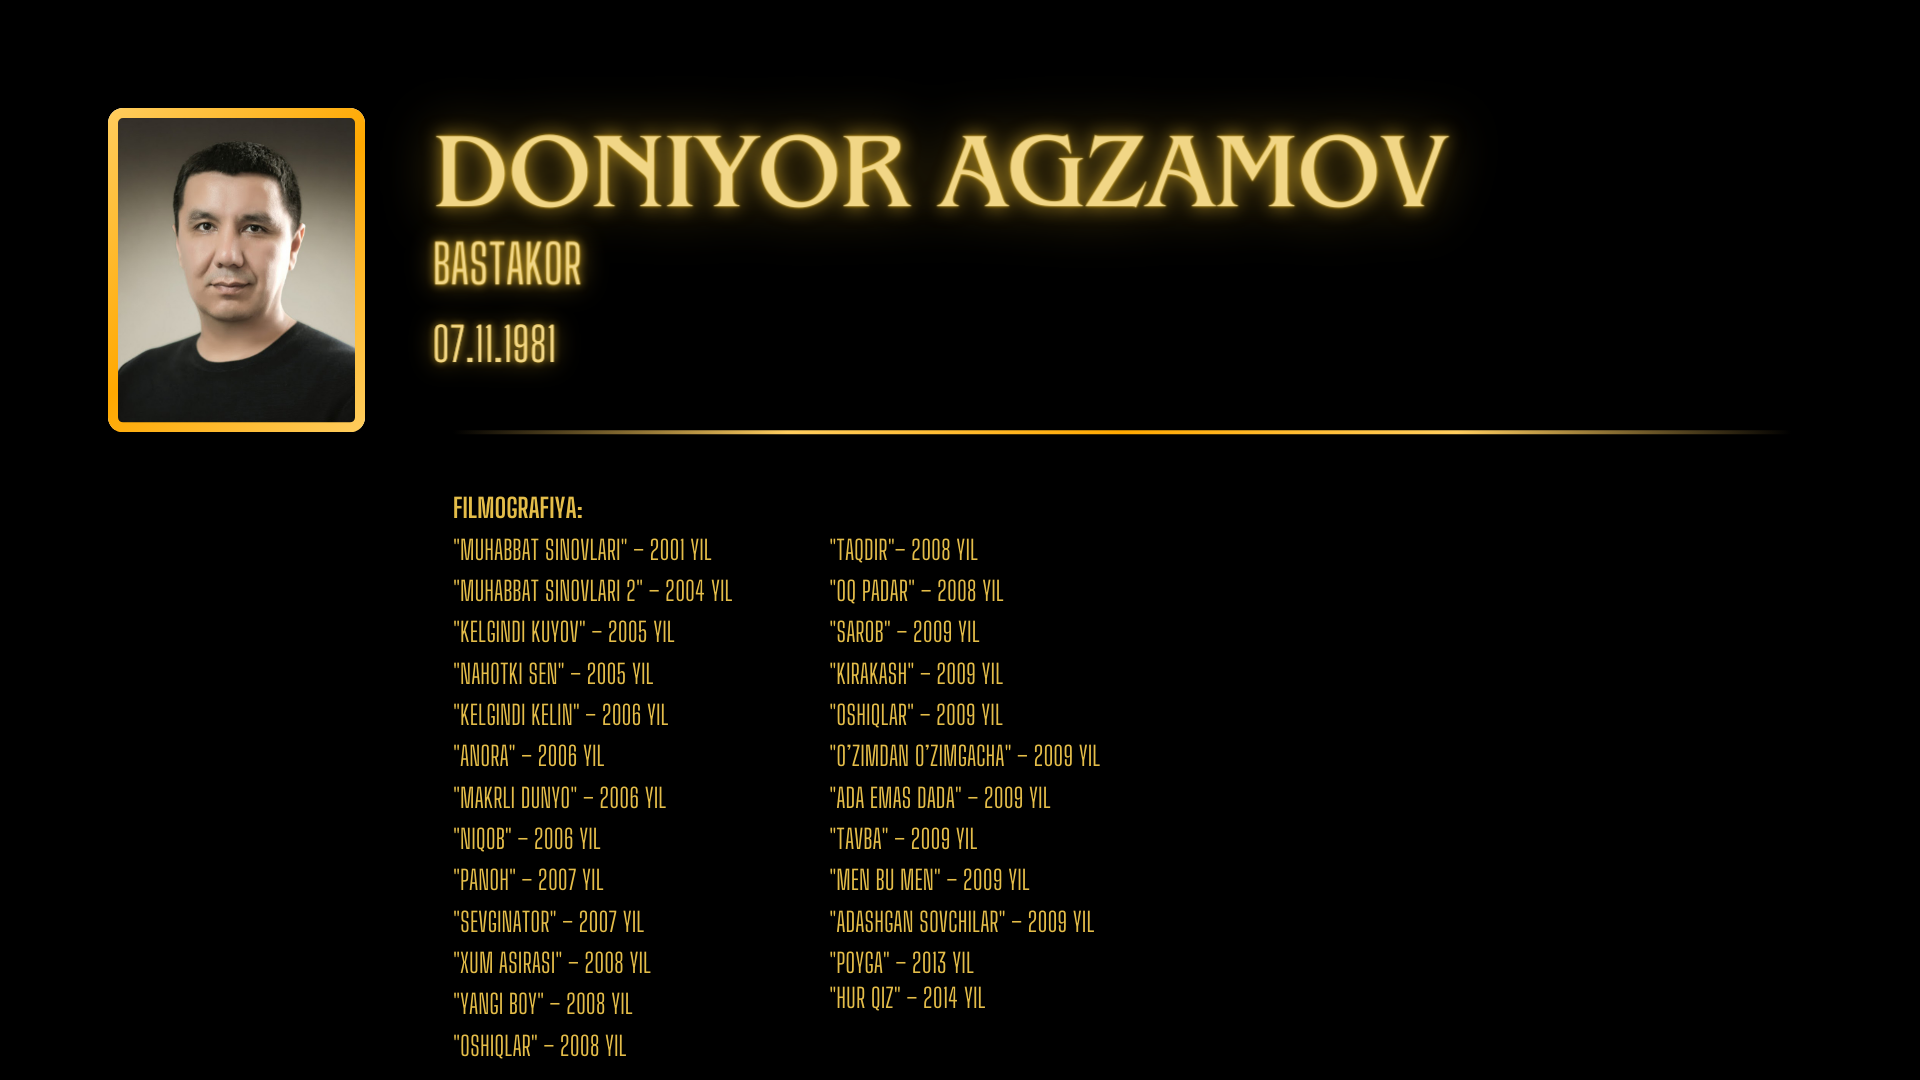 DONIYOR AGZAMOV
BASTAKOR
07.11.1981
FILMOGRAFIYA:
"MUHABBAT SINOVLARI" – 2001 YIL
"MUHABBAT SINOVLARI 2" – 2004 YIL
"KELGINDI KUYOV" – 2005 YIL
"NAHOTKI SEN" – 2005 YIL
"KELGINDI KELIN" – 2006 YIL
"ANORA" – 2006 YIL
"MAKRLI DUNYO" – 2006 YIL
"NIQOB" – 2006 YIL
"PANOH" – 2007 YIL
"SEVGINATOR" – 2007 YIL
"XUM ASIRASI" – 2008 YIL
"YANGI BOY" – 2008 YIL
"OSHIQLAR" – 2008 YIL
"TAQDIR"– 2008 YIL
"OQ PADAR" – 2008 YIL
"SAROB" – 2009 YIL
"KIRAKASH" – 2009 YIL
"OSHIQLAR" – 2009 YIL
"O’ZIMDAN O’ZIMGACHA" – 2009 YIL
"ADA EMAS DADA" – 2009 YIL
"TAVBA" – 2009 YIL
"MEN BU MEN" – 2009 YIL
"ADASHGAN SOVCHILAR" – 2009 YIL
"POYGA" – 2013 YIL
"HUR QIZ" – 2014 YIL